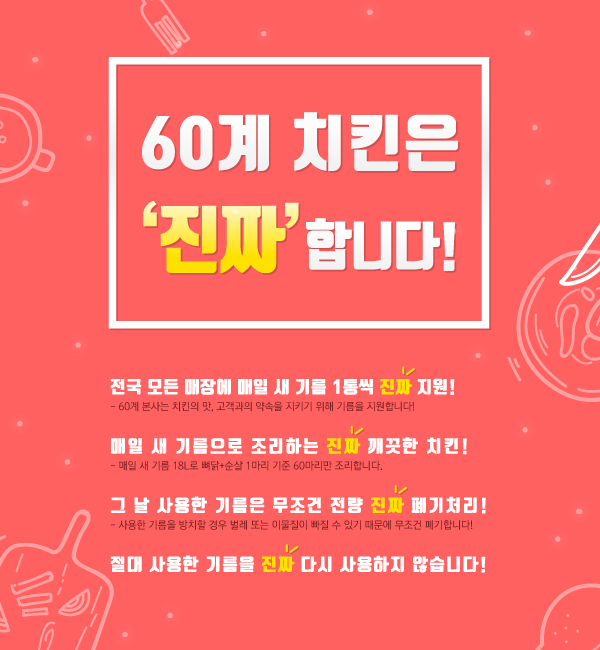 60계 치킨은
‘진짜’ 합니다!
전국 모든 매장에 매일 새 기름 1통씩 진짜 지원!
- 60계 본사는 치킨의 맛, 고객과의 약속을 지키기 위해 기름을 지원합니다!
매일 새 기름으로 조리하는 진짜 깨끗한 치킨!
- 매일 새 기름 18L로 뼈닭+순살 1마리 기준 60마리만 조리합니다.
그 날 사용한 기름은 무조건 전량 진짜 폐기처리!
- 사용한 기름을 방치할 경우 벌레 또는 이물질이 빠질 수 있기 때문에 무조건 폐기합니다!
절대 사용한 기름을 진짜 다시 사용하지 않습니다!